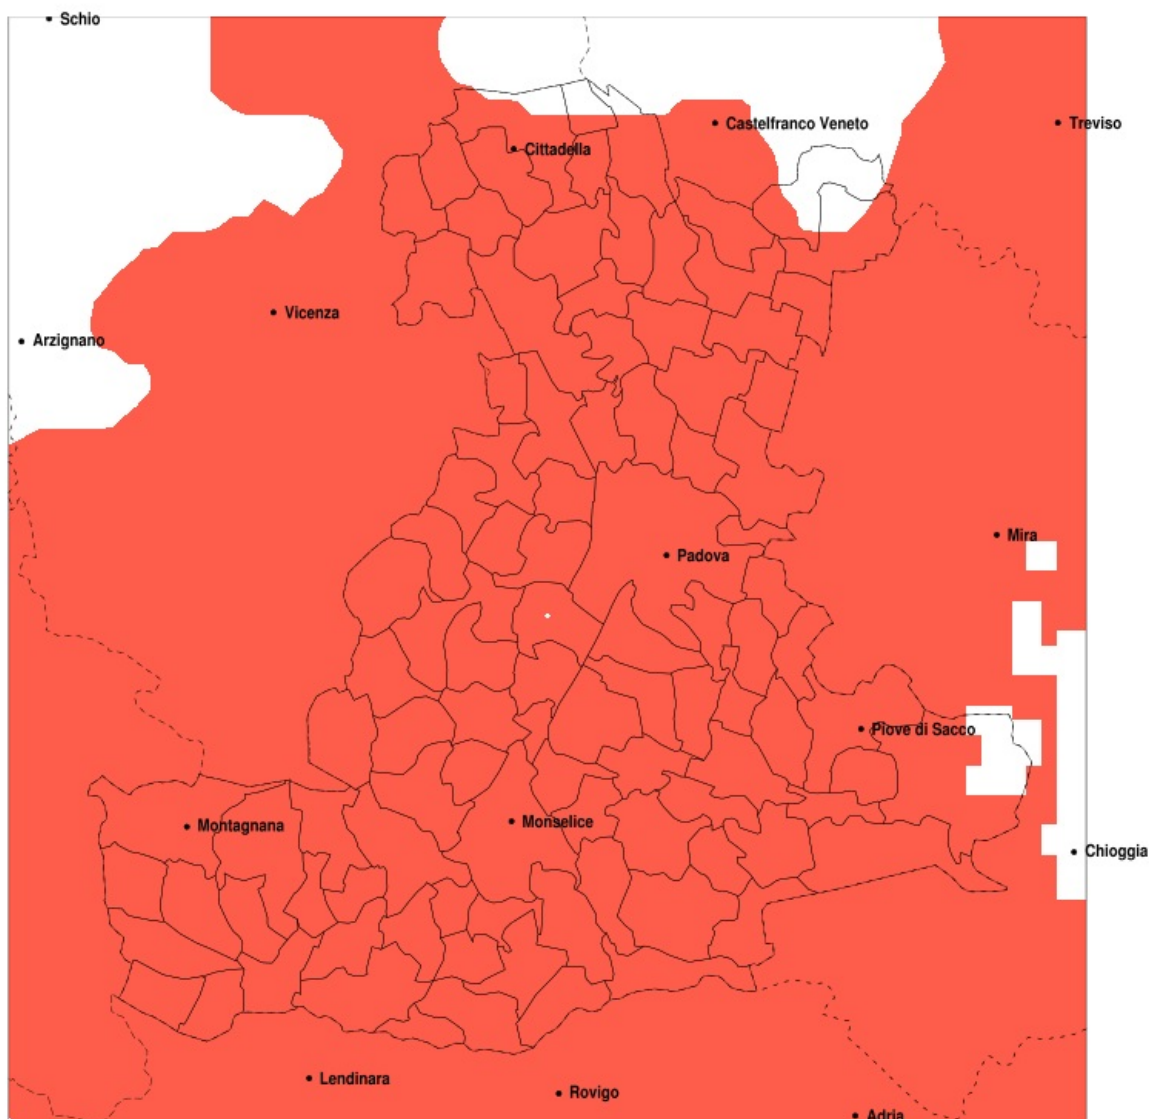 Schio
Castelfranco Veneto
Treviso
Cittadella
Vicenza
Arzignano
Mira
Padova
Piove di Sacco
Montagnana
Monselice
Chioggia
Lendinara
Rovigo
Adria